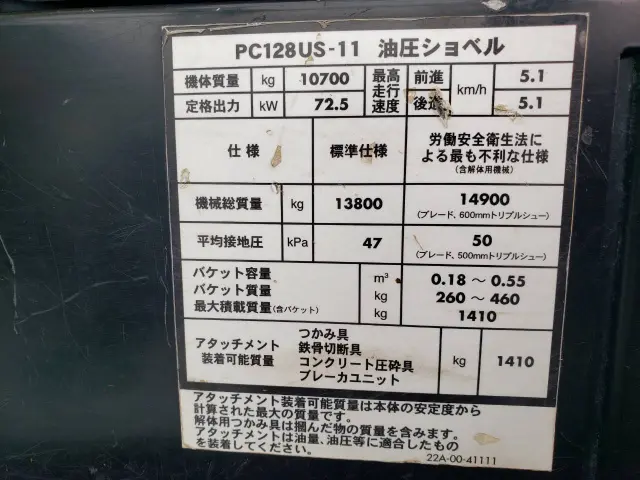 PC128US-11 油圧ショベル
機体質量 kg 10700 最高走行速度 前進 km/h 5.1
定格出力 kW 72.5 後進 5.1
仕様 標準仕様 労働安全衛生法による最も不利な仕様
(含解体用機械)
機械総質量 kg 13800 14900
(ブレード、600mmトリプルシュー)
平均接地圧 kPa 47 50
(ブレード、500mmトリプルシュー)
バケット容量 m³ 0.18 ~ 0.55
バケット質量 kg 260 ~ 460
最大積載質量(含バケット) kg 1410
アタッチメント装着可能質量
つかみ具
鉄骨切断具
コンクリート圧砕具
ブレーカユニット
kg 1410
アタッチメント装着可能質量は本体の安定度から
計算された最大の質量です。
解体用つかみ具は掴んだ物の質量を含みます。
アタッチメントは油量、油圧等に適合したもの
を装着してください。
22A-00-41111